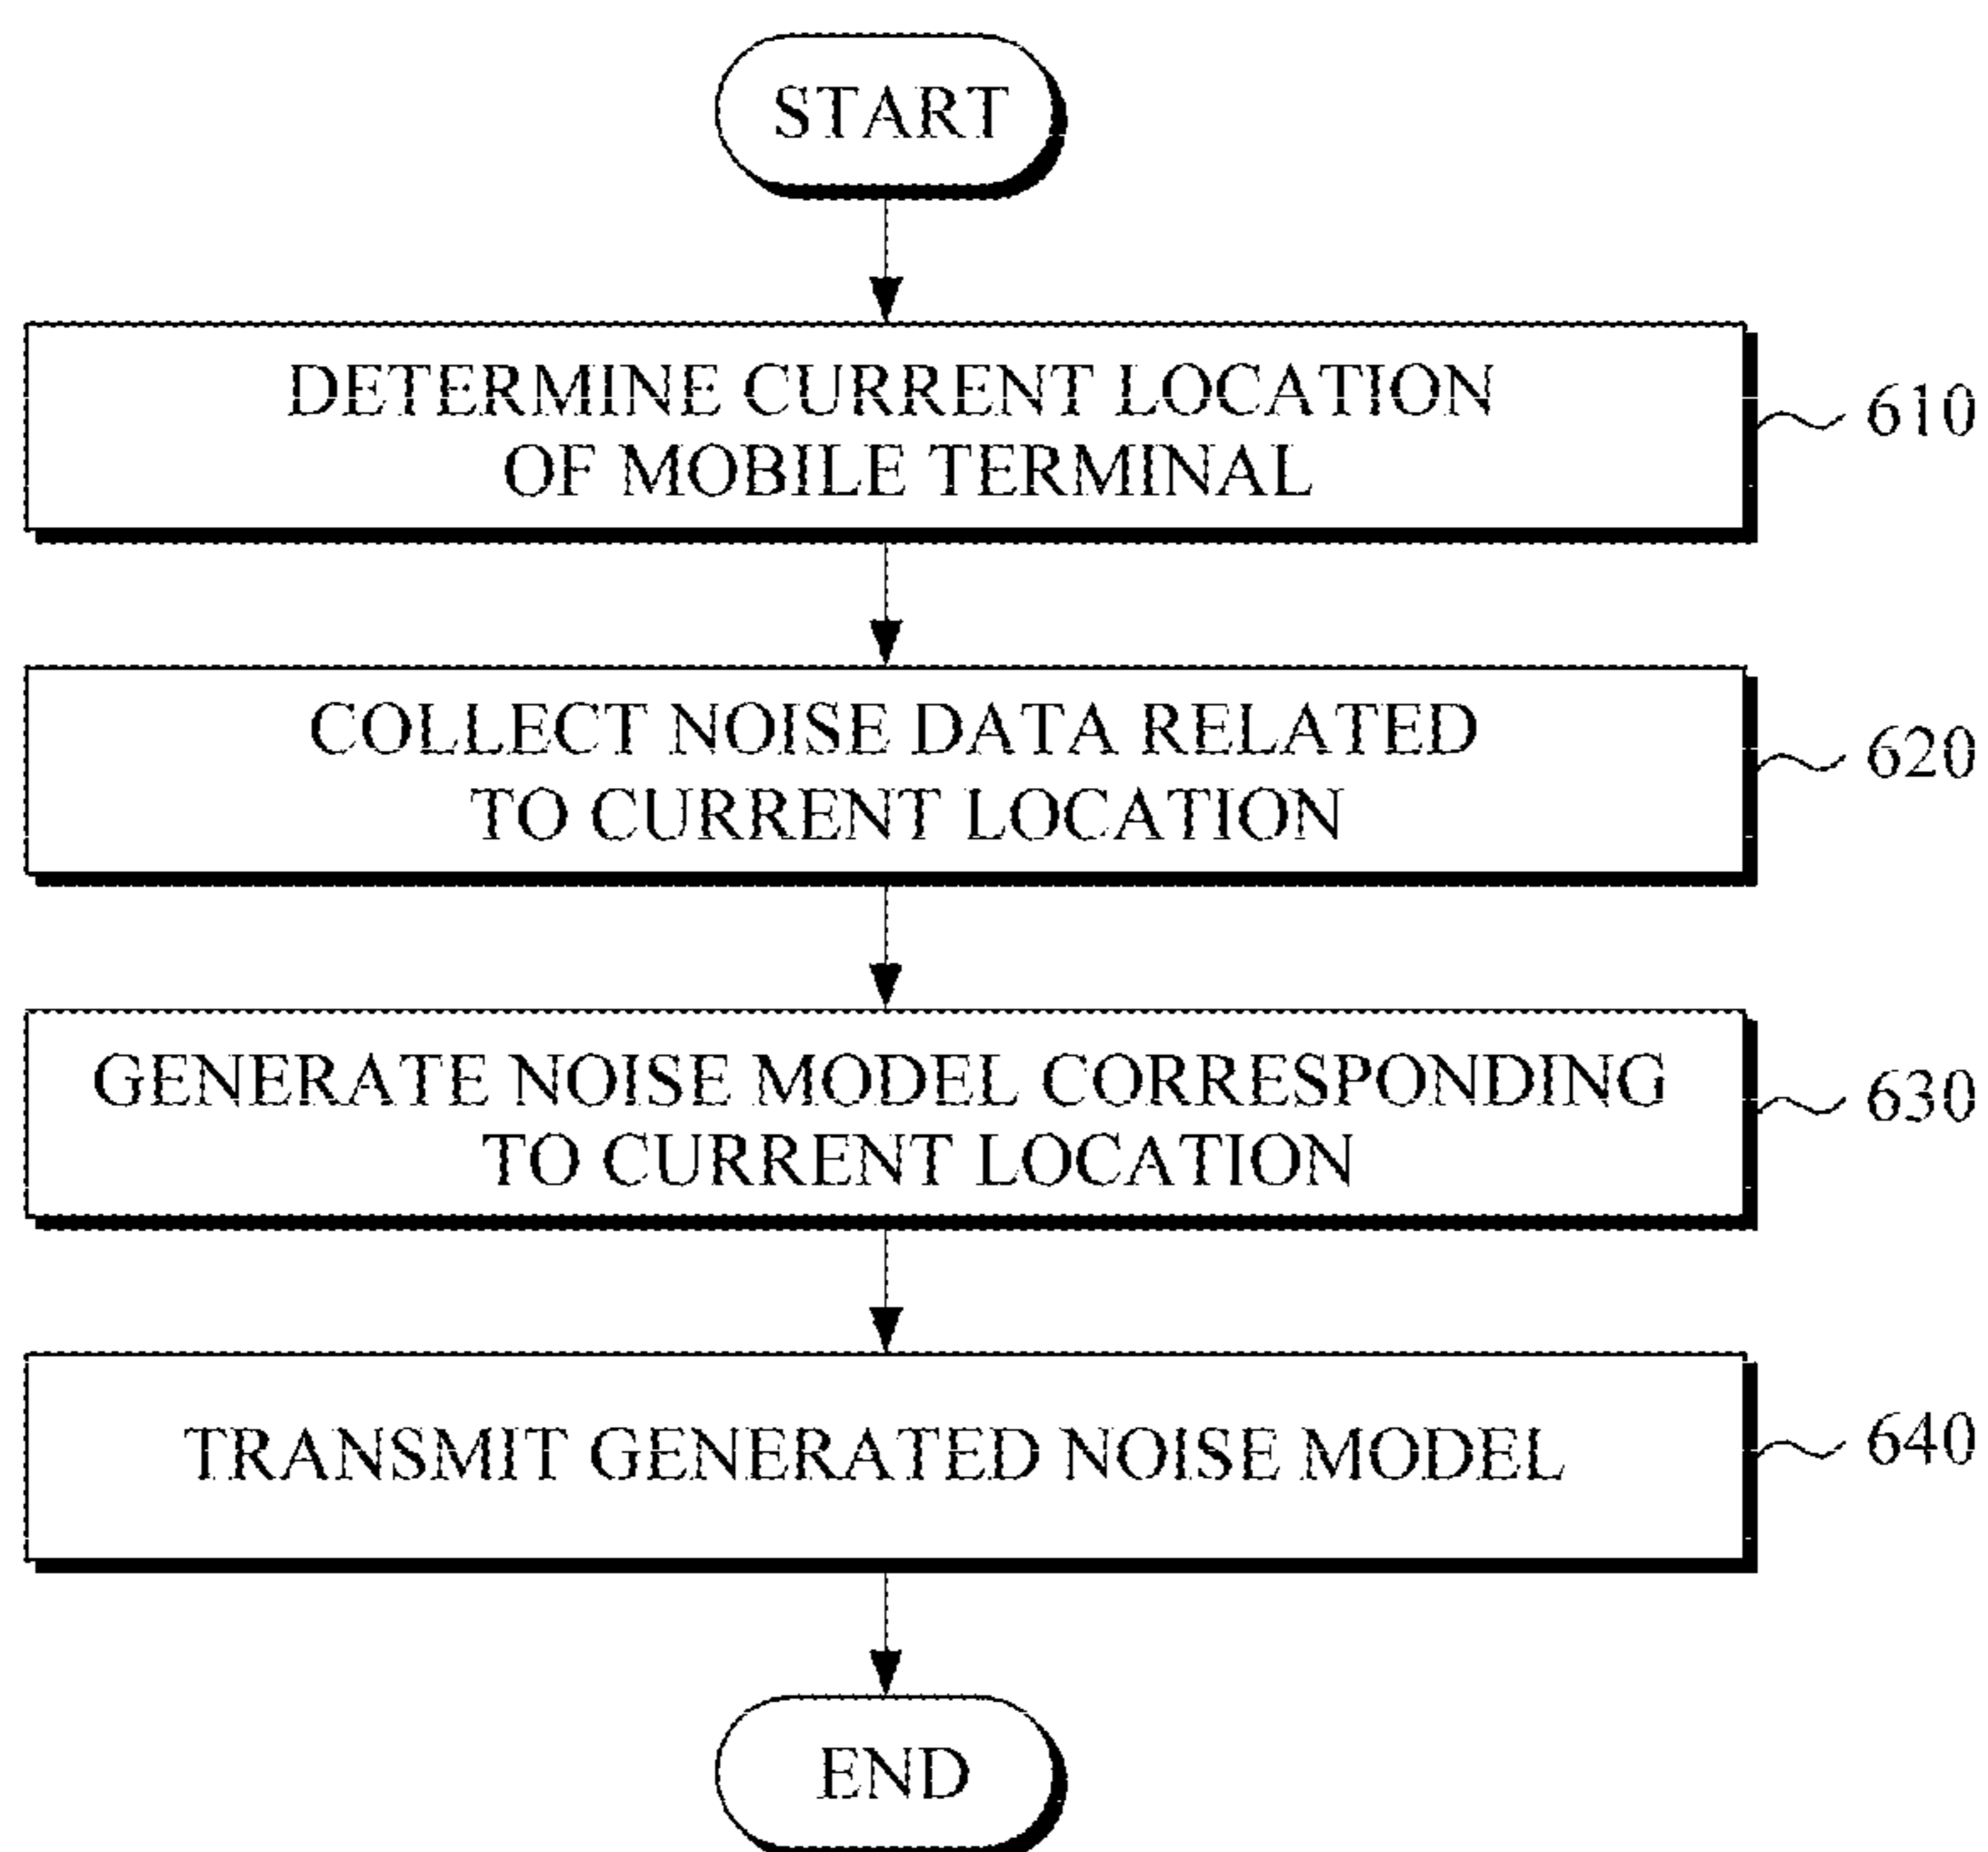 START
DETERMINE CURRENT LOCATION
OF MOBILE TERMINAL
610
COLLECT NOISE DATA RELATED
TO CURRENT LOCATION
620
GENERATE NOISE MODEL CORRESPONDING
TO CURRENT LOCATION
630
TRANSMIT GENERATED NOISE MODEL
640
END